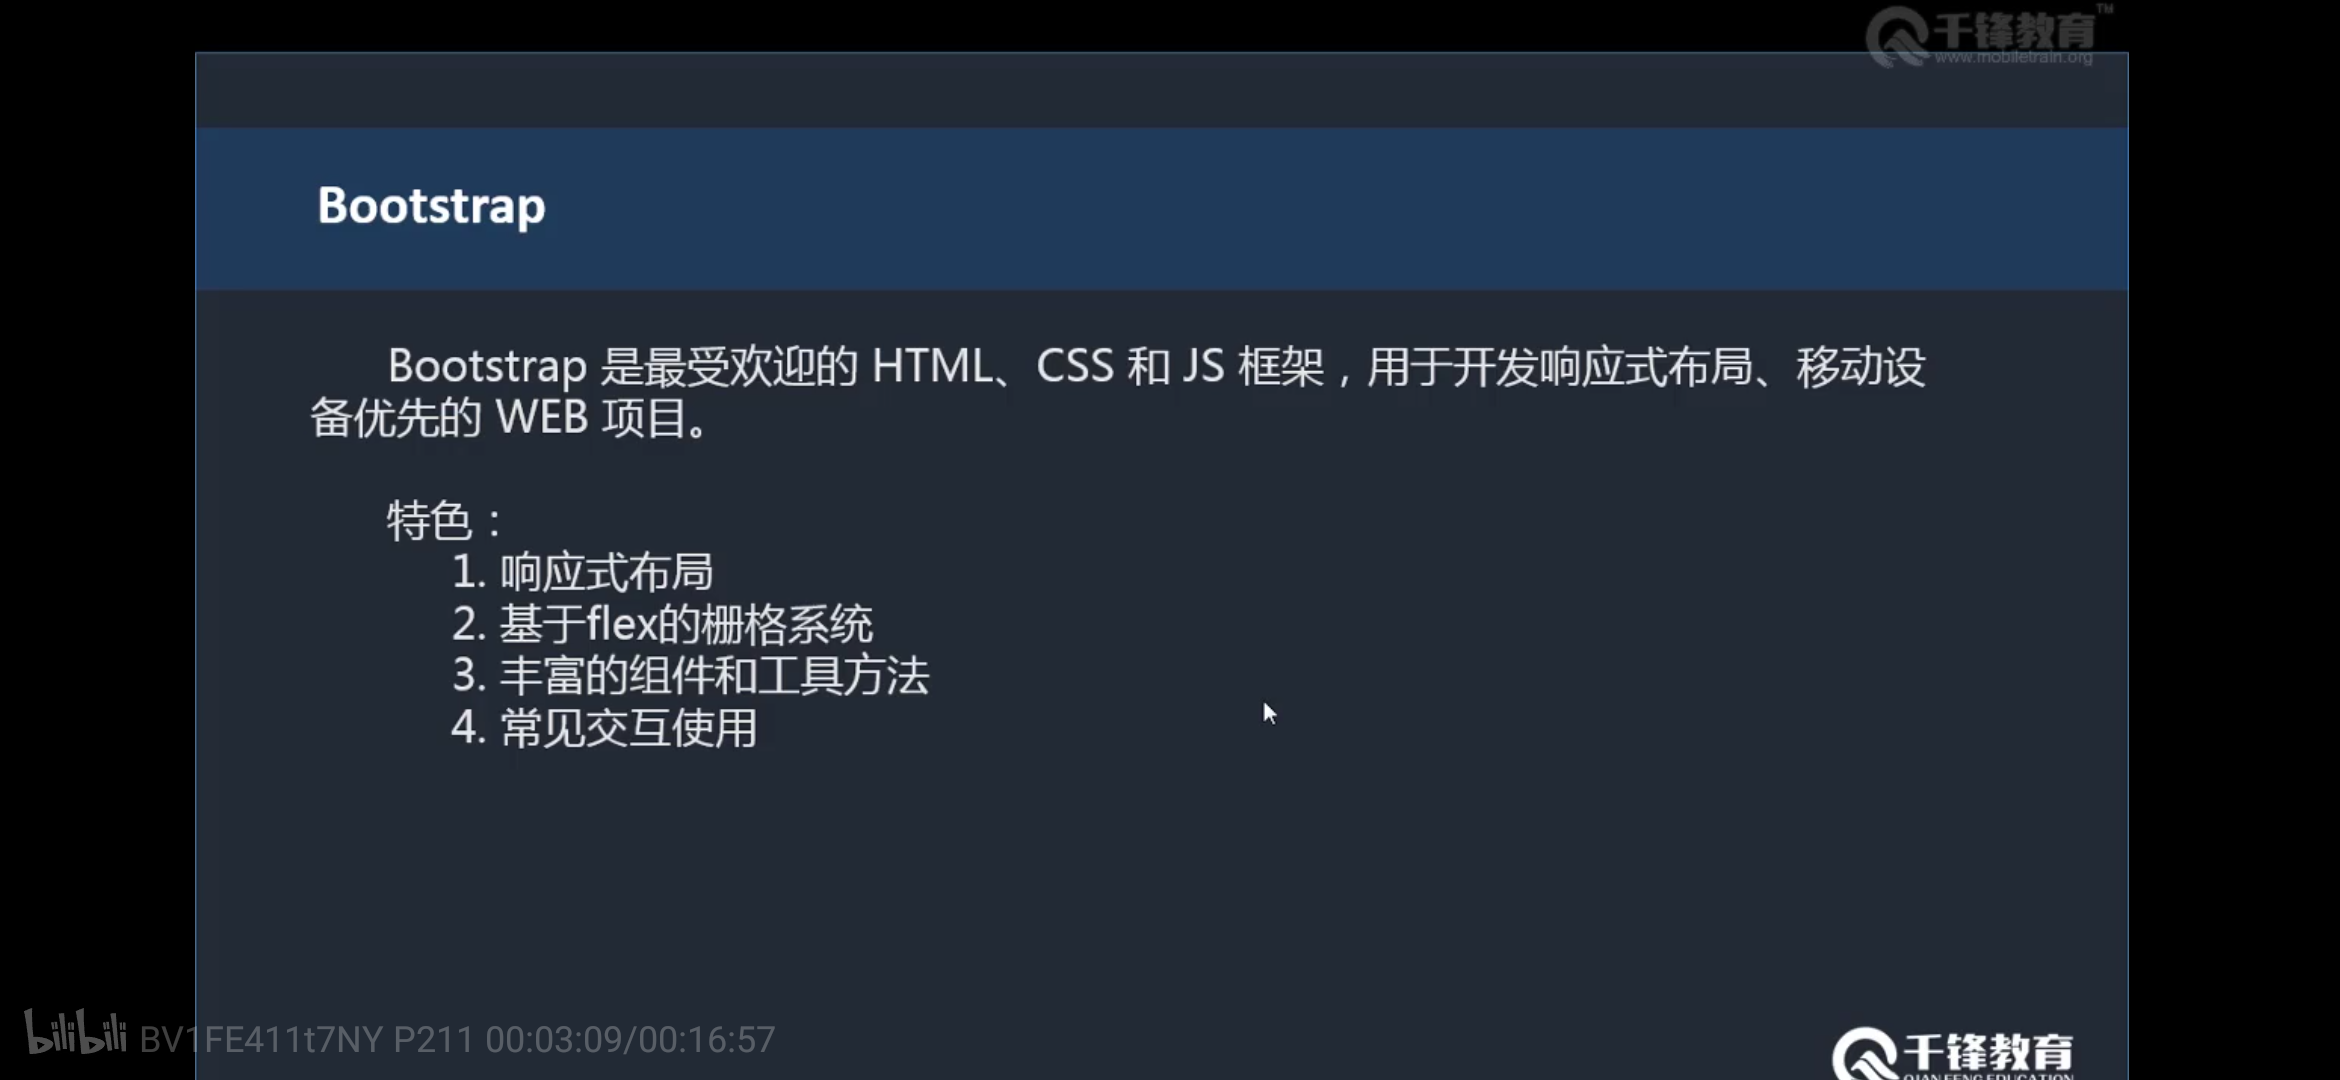 千锋教育 TM
www.mobiletrain.org
Bootstrap
Bootstrap 是最受欢迎的 HTML、CSS 和 JS 框架，用于开发响应式布局、移动设
备优先的 WEB 项目。
特色：
1. 响应式布局
2. 基于flex的栅格系统
3. 丰富的组件和工具方法
4. 常见交互使用
bilibili BV1FE411t7NY P211 00:03:09/00:16:57
千锋教育
QIANFENG EDUCATION